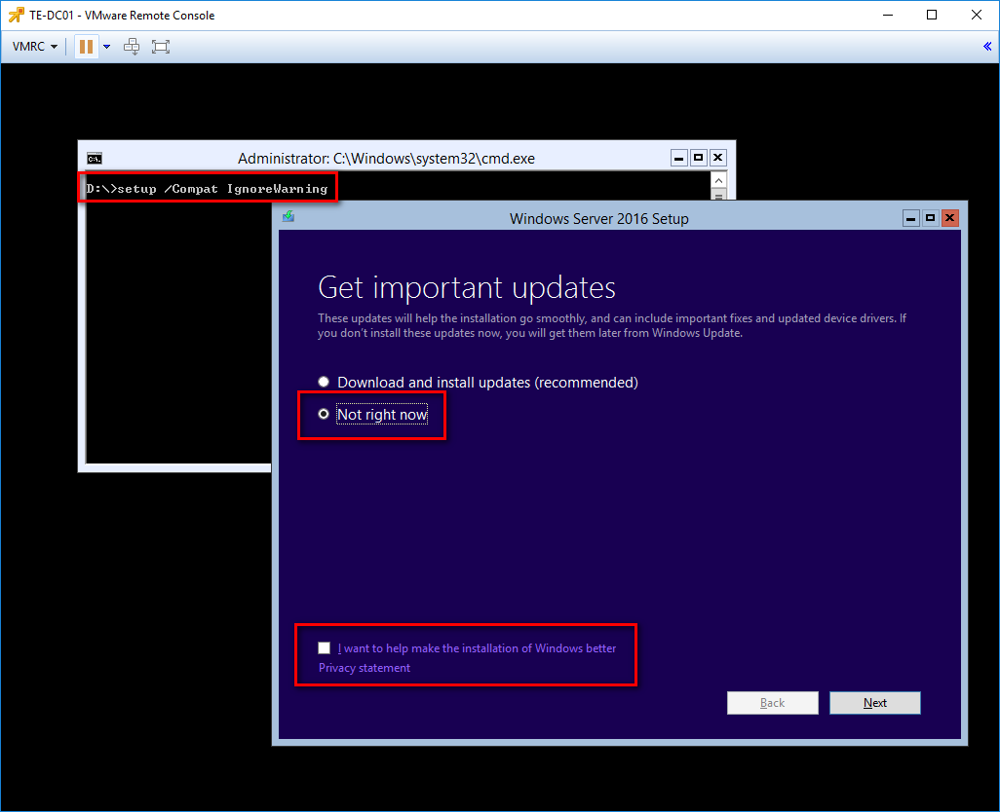 TE-DC01 - VMware Remote Console
VMRC
Administrator: C:\Windows\system32\cmd.exe
D:\>setup /Compat IgnoreWarning
Windows Server 2016 Setup
Get important updates
These updates will help the installation go smoothly, and can include important fixes and updated device drivers. If
you don't install these updates now, you will get them later from Windows Update.
Download and install updates (recommended)
Not right now
I want to help make the installation of Windows better
Privacy statement
Back
Next